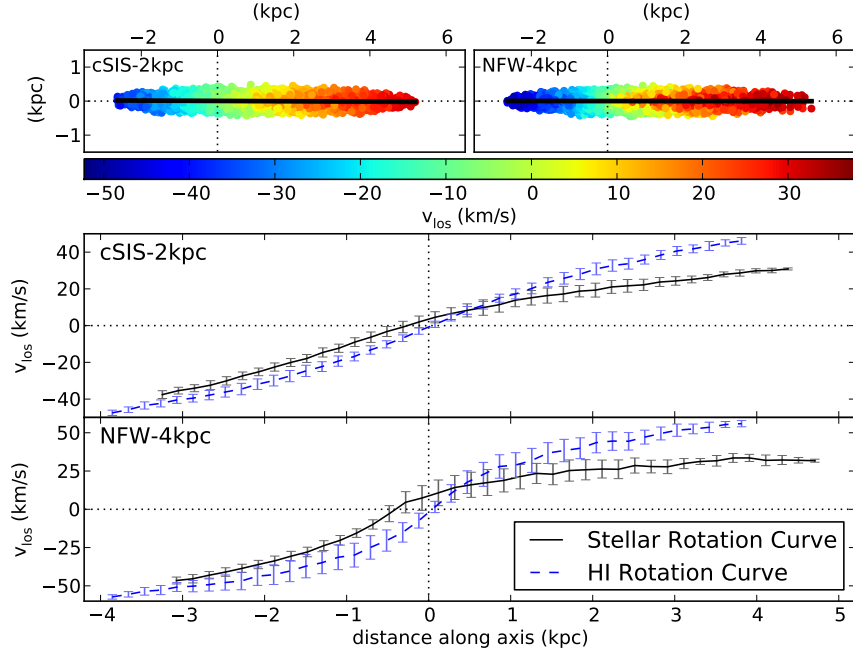 (kpc) (kpc)
−2 0 2 4 6 −2 0 2 4 6
cSIS-2kpc NFW-4kpc
(kpc)
1
0
−1
−50 −40 −30 −20 −10 0 10 20 30
v_los (km/s)
cSIS-2kpc
v_los (km/s)
40
20
0
−20
−40
NFW-4kpc
v_los (km/s)
50
25
0
−25
−50
Stellar Rotation Curve
HI Rotation Curve
−4 −3 −2 −1 0 1 2 3 4 5
distance along axis (kpc)